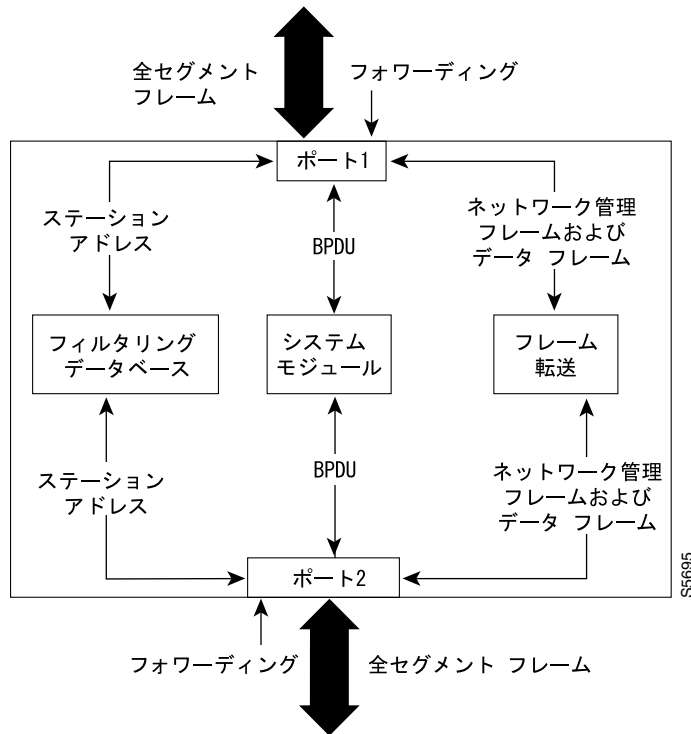 全セグメント
フレーム
フォワーディング
ポート1
ステーション
アドレス
BPDU
ネットワーク管理
フレームおよび
データ フレーム
フィルタリング
データベース
システム
モジュール
フレーム
転送
ステーション
アドレス
BPDU
ネットワーク管理
フレームおよび
データ フレーム
ポート2
S5695
フォワーディング
全セグメント フレーム